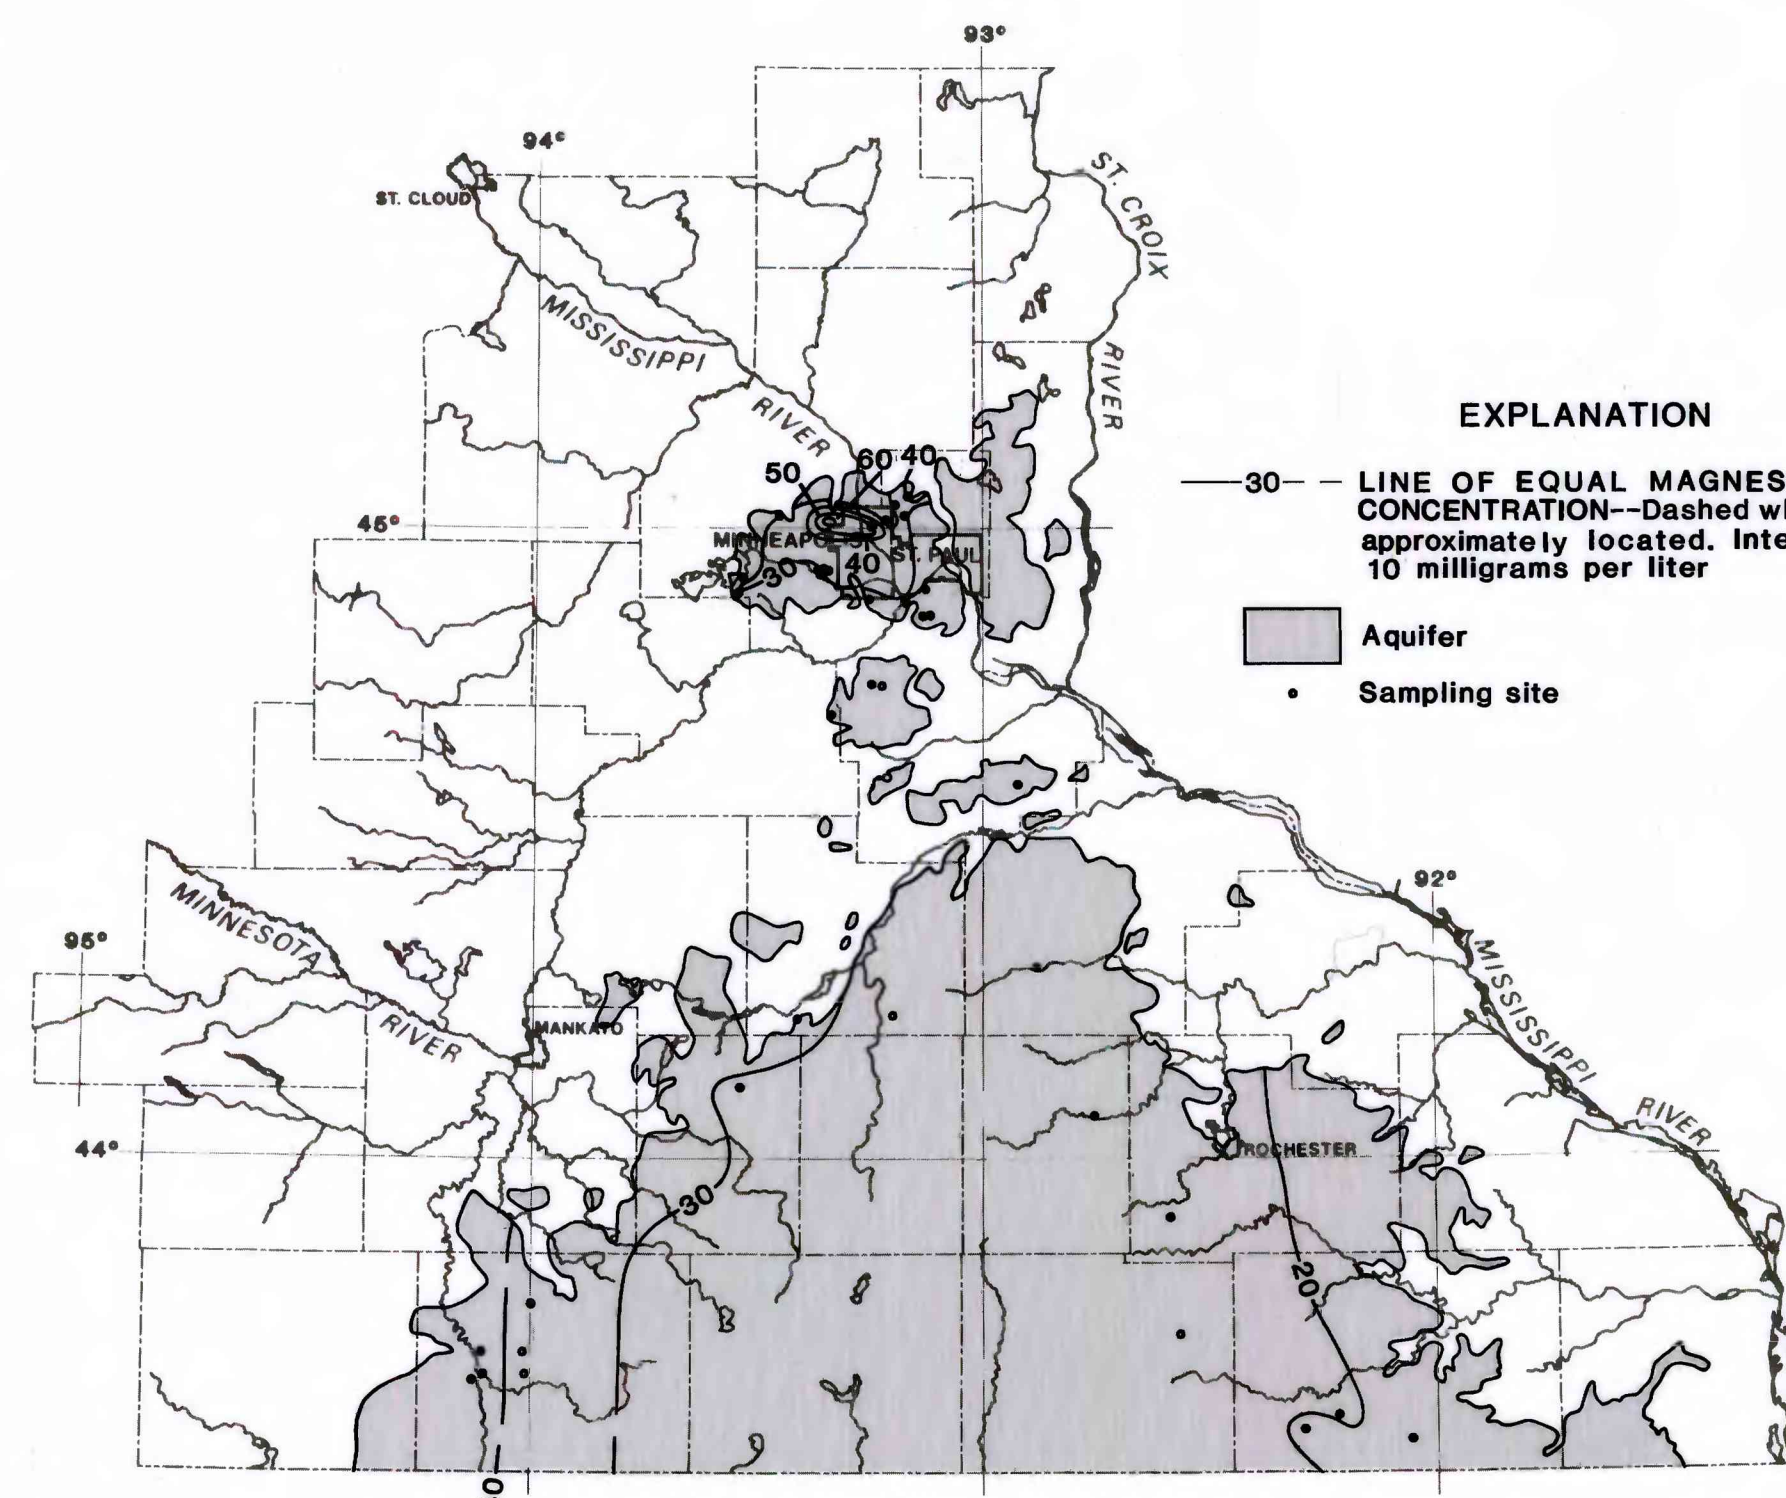 93°
94°
ST. CLOUD
ST. CROIX
RIVER
MISSISSIPPI
RIVER
EXPLANATION
50
60
40
—30— — LINE OF EQUAL MAGNES
CONCENTRATION--Dashed wh
approximately located. Inte
10 milligrams per liter
45°
MINNEAPOLIS
ST. PAUL
40
30
Aquifer
Sampling site
92°
MINNESOTA
RIVER
95°
MISSISSIPPI
RIVER
MANKATO
44°
ROCHESTER
30
20
0